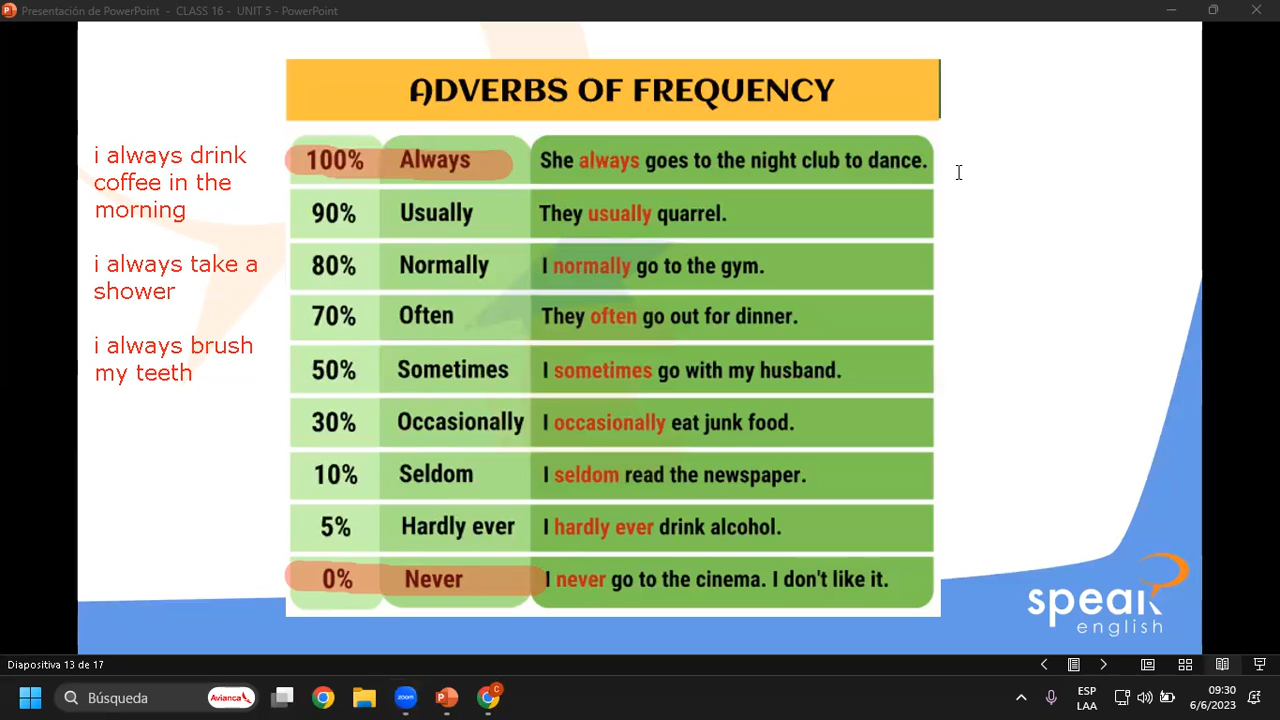 Presentación de PowerPoint - CLASS 16 - UNIT 5 - PowerPoint
ADVERBS OF FREQUENCY
i always drink
coffee in the
morning
i always take a
shower
i always brush
my teeth
100% Always She always goes to the night club to dance.
90% Usually They usually quarrel.
80% Normally I normally go to the gym.
70% Often They often go out for dinner.
50% Sometimes I sometimes go with my husband.
30% Occasionally I occasionally eat junk food.
10% Seldom I seldom read the newspaper.
5% Hardly ever I hardly ever drink alcohol.
0% Never I never go to the cinema. I don't like it.
speak
english
Diapositiva 13 de 17
Búsqueda
Avianca
zoom
C
ESP
LAA
09:30
6/6/2023